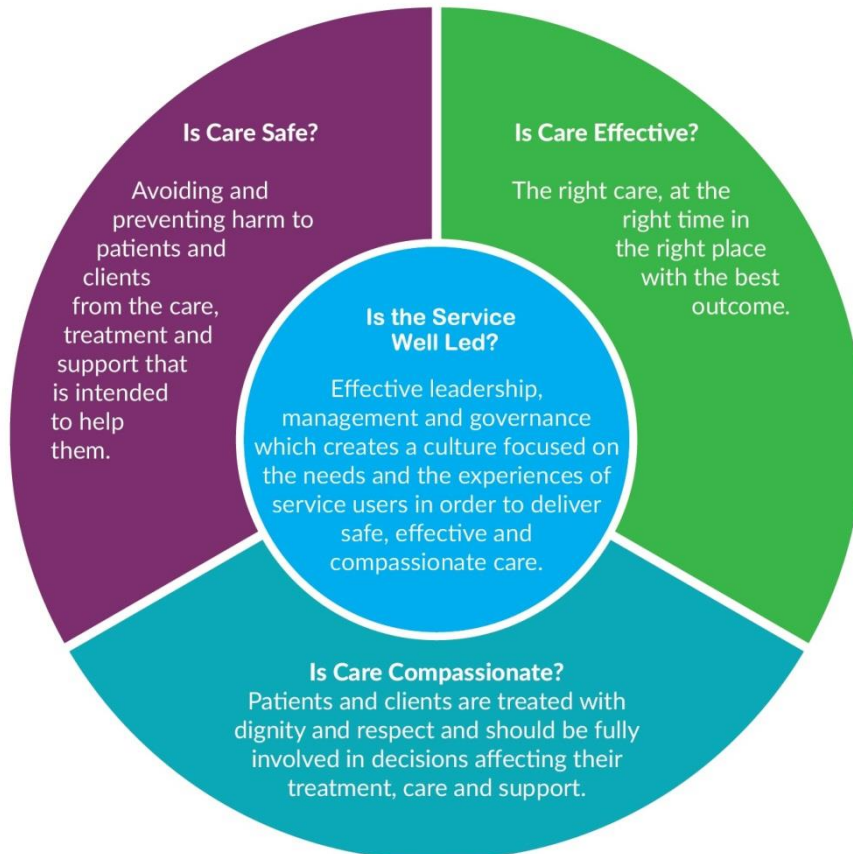 Is Care Safe?
Avoiding and
preventing harm to
patients and
clients
from the care,
treatment and
support that
is intended
to help
them.
Is Care Effective?
The right care, at the
right time in
the right place
with the best
outcome.
Is the Service
Well Led?
Effective leadership,
management and governance
which creates a culture focused on
the needs and the experiences of
service users in order to deliver
safe, effective and
compassionate care.
Is Care Compassionate?
Patients and clients are treated with
dignity and respect and should be fully
involved in decisions affecting their
treatment, care and support.